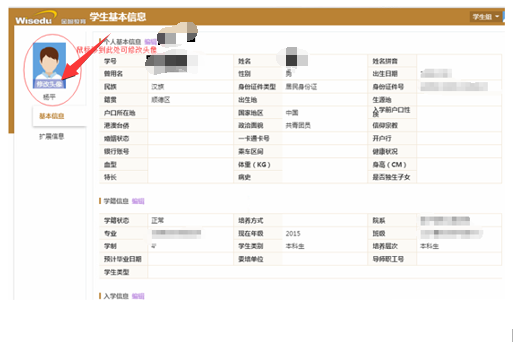 Wisedu 金智教育 学生基本信息 学生组
个人基本信息 编辑
鼠标移到此处可修改头像
修改头像
杨平
基本信息
扩展信息
学号 姓名 姓名拼音
曾用名 性别 男 出生日期
民族 汉族 身份证件类型 居民身份证 身份证件号
籍贯 顺德区 出生地 生源地
户口所在地 国家地区 中国 入学前户口性质
港澳台侨 政治面貌 共青团员 信仰宗教
婚姻状态 一卡通卡号 开户行
银行账号 乘车区间 健康状况
血型 体重（KG） 身高（CM）
特长 病史 是否独生子女
学籍信息 编辑
学籍状态 正常 培养方式 院系
专业 现在年级 2015 班级
学制 4 学生类别 本科生 培养层次 本科生
预计毕业日期 委培单位 导师职工号
学生类型
入学信息 编辑